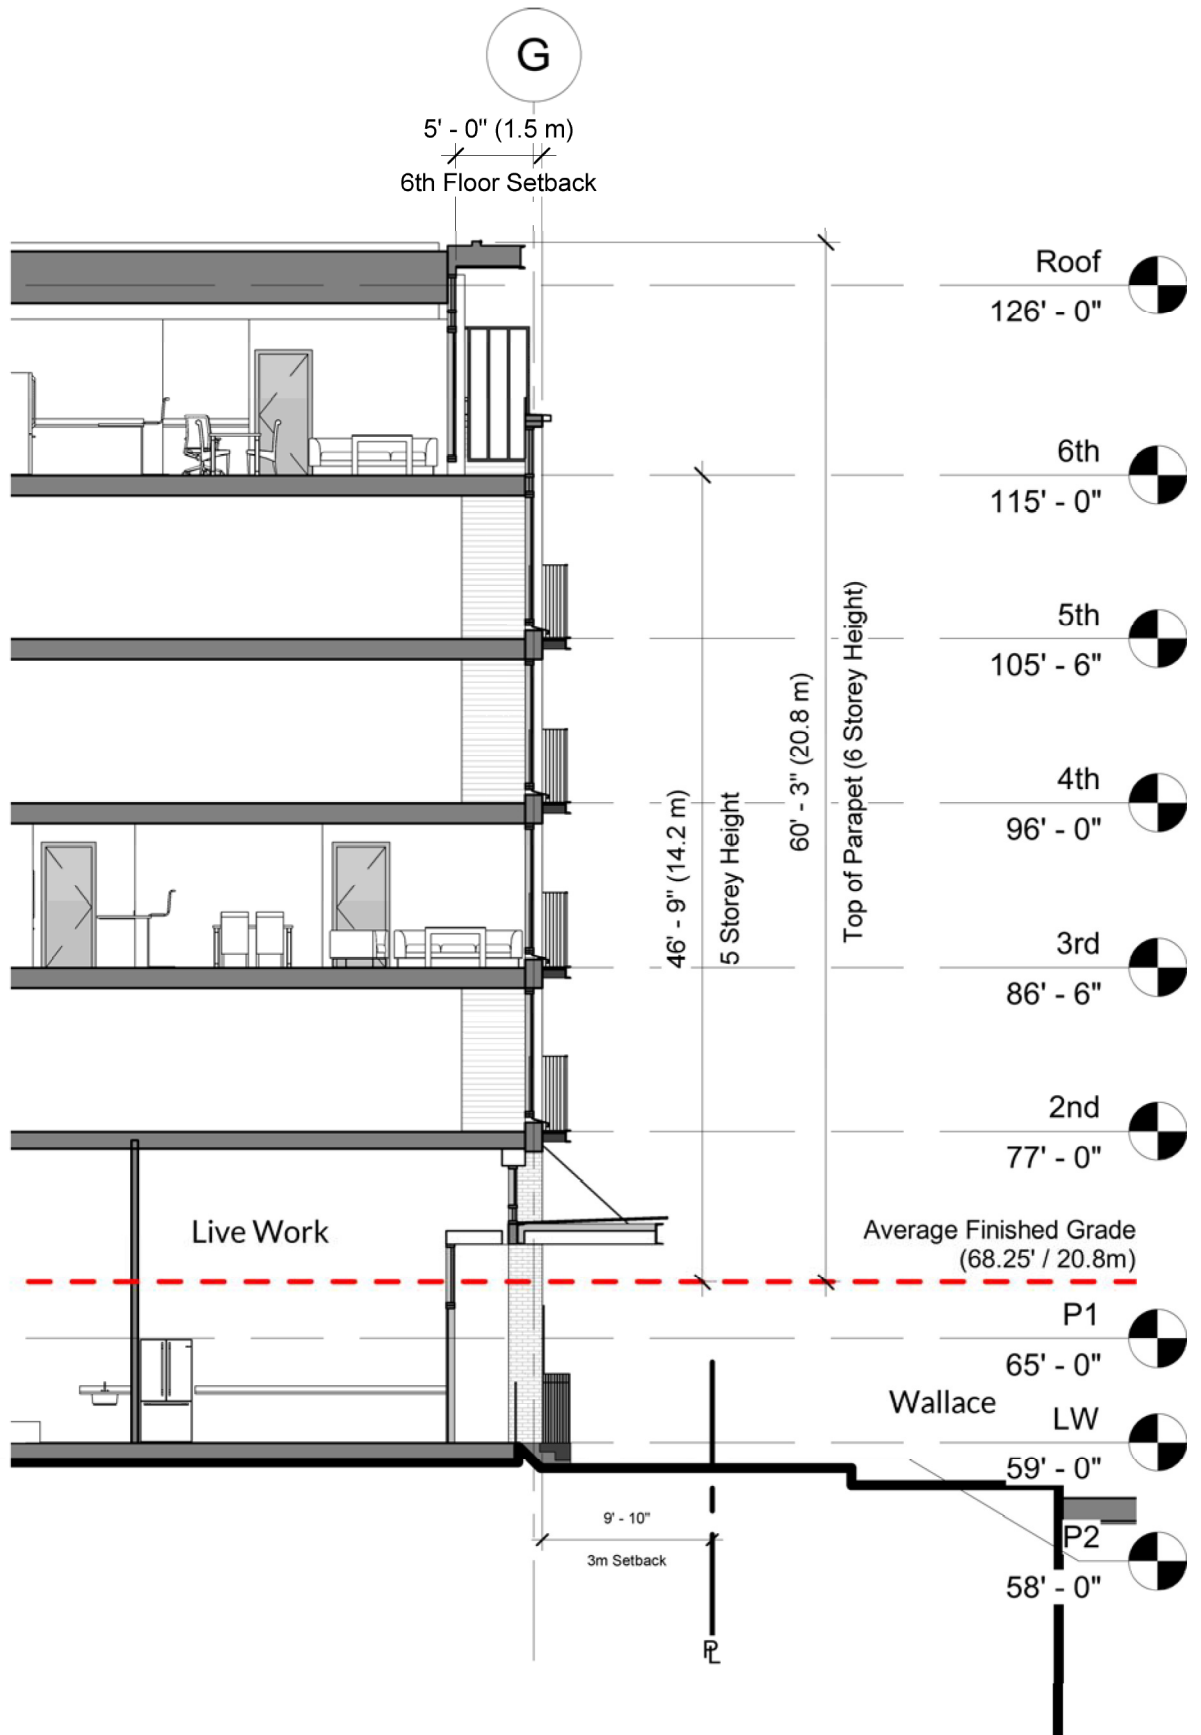 G
5' - 0" (1.5 m)
6th Floor Setback
Roof
126' - 0"
6th
115' - 0"
5th
105' - 6"
4th
96' - 0"
3rd
86' - 6"
2nd
77' - 0"
46' - 9" (14.2 m)
5 Storey Height
60' - 3" (20.8 m)
Top of Parapet (6 Storey Height)
Live Work
Average Finished Grade
(68.25' / 20.8m)
P1
65' - 0"
Wallace
LW
59' - 0"
P2
58' - 0"
9' - 10"
3m Setback
PL